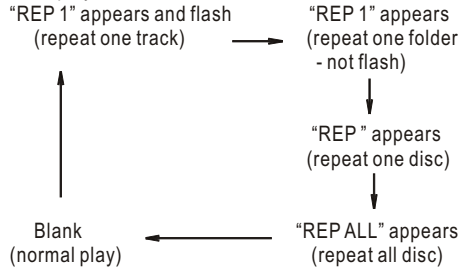 “REP 1” appears and flash
(repeat one track)
“REP 1” appears
(repeat one folder
- not flash)
“REP ” appears
(repeat one disc)
“REP ALL” appears
(repeat all disc)
Blank
(normal play)